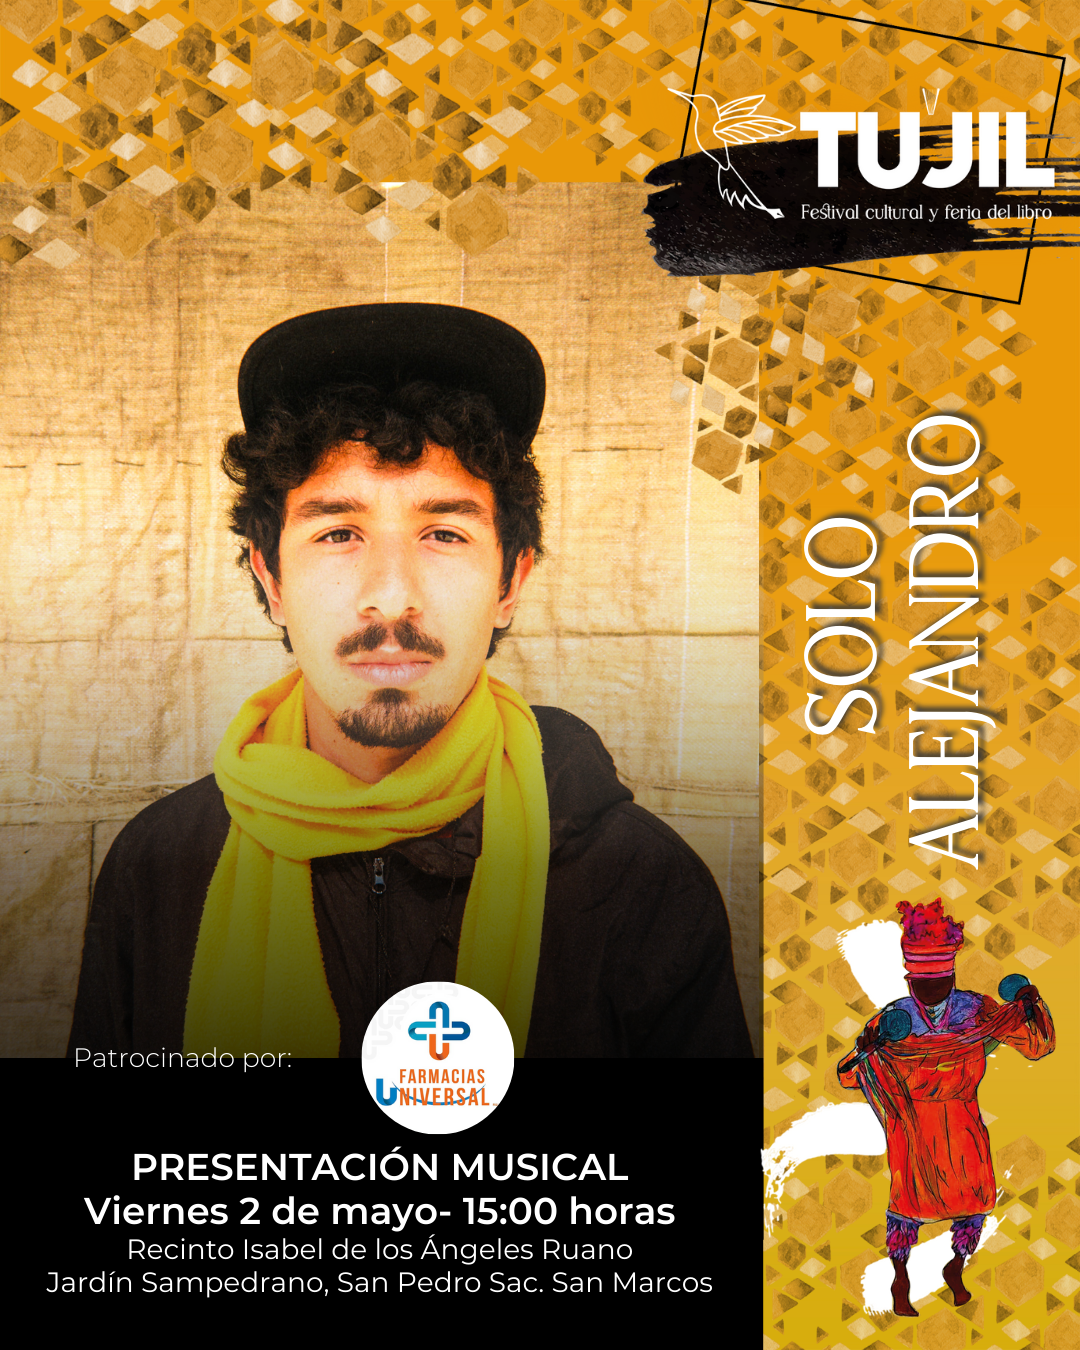 TUJIL
Festival cultural y feria del libro
SOLO
ALEJANDRO
Patrocinado por:
FARMACIAS
UNIVERSAL
PRESENTACIÓN MUSICAL
Viernes 2 de mayo- 15:00 horas
Recinto Isabel de los Ángeles Ruano
Jardín Sampedrano, San Pedro Sac. San Marcos